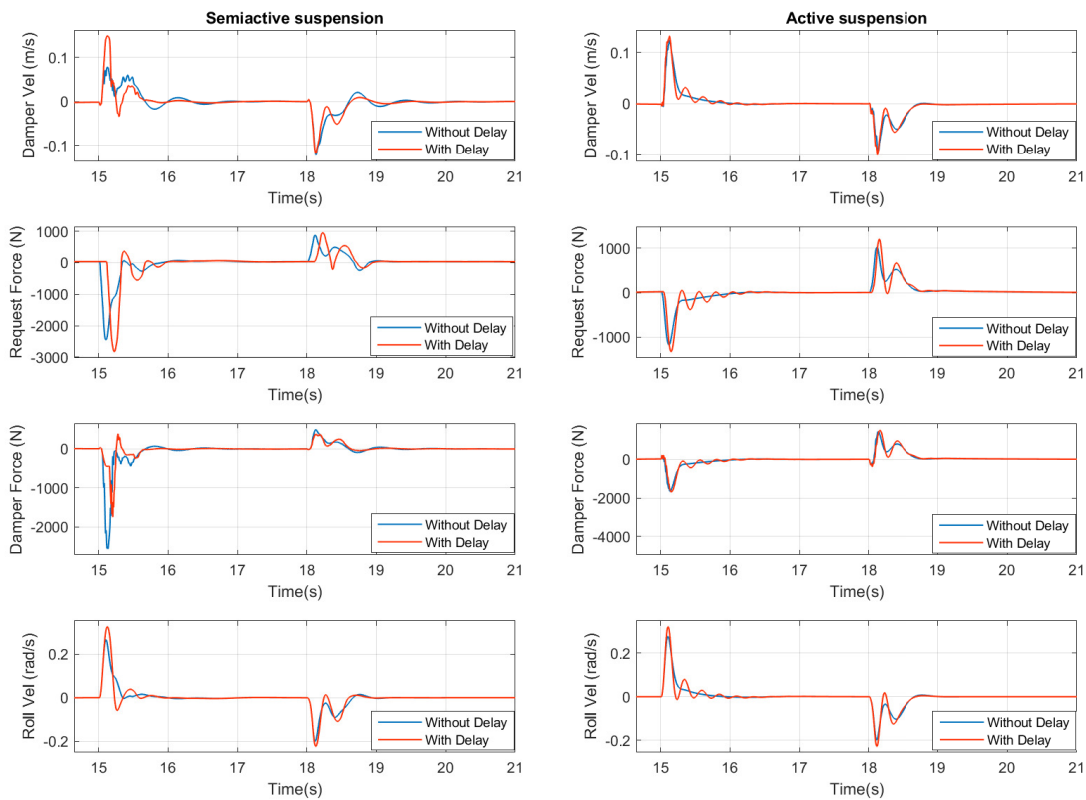 Semiactive suspension
Damper Vel (m/s)
0.1
0
-0.1
15 16 17 18 19 20 21
Time(s)
Without Delay
With Delay
Request Force (N)
1000
0
-1000
-2000
-3000
15 16 17 18 19 20 21
Time(s)
Without Delay
With Delay
Damper Force (N)
0
-1000
-2000
15 16 17 18 19 20 21
Time(s)
Without Delay
With Delay
Roll Vel (rad/s)
0.2
0
-0.2
15 16 17 18 19 20 21
Time(s)
Without Delay
With Delay
Active suspension
Damper Vel (m/s)
0.1
0
-0.1
15 16 17 18 19 20 21
Time(s)
Without Delay
With Delay
Request Force (N)
1000
0
-1000
15 16 17 18 19 20 21
Time(s)
Without Delay
With Delay
Damper Force (N)
0
-2000
-4000
15 16 17 18 19 20 21
Time(s)
Without Delay
With Delay
Roll Vel (rad/s)
0.2
0
-0.2
15 16 17 18 19 20 21
Time(s)
Without Delay
With Delay